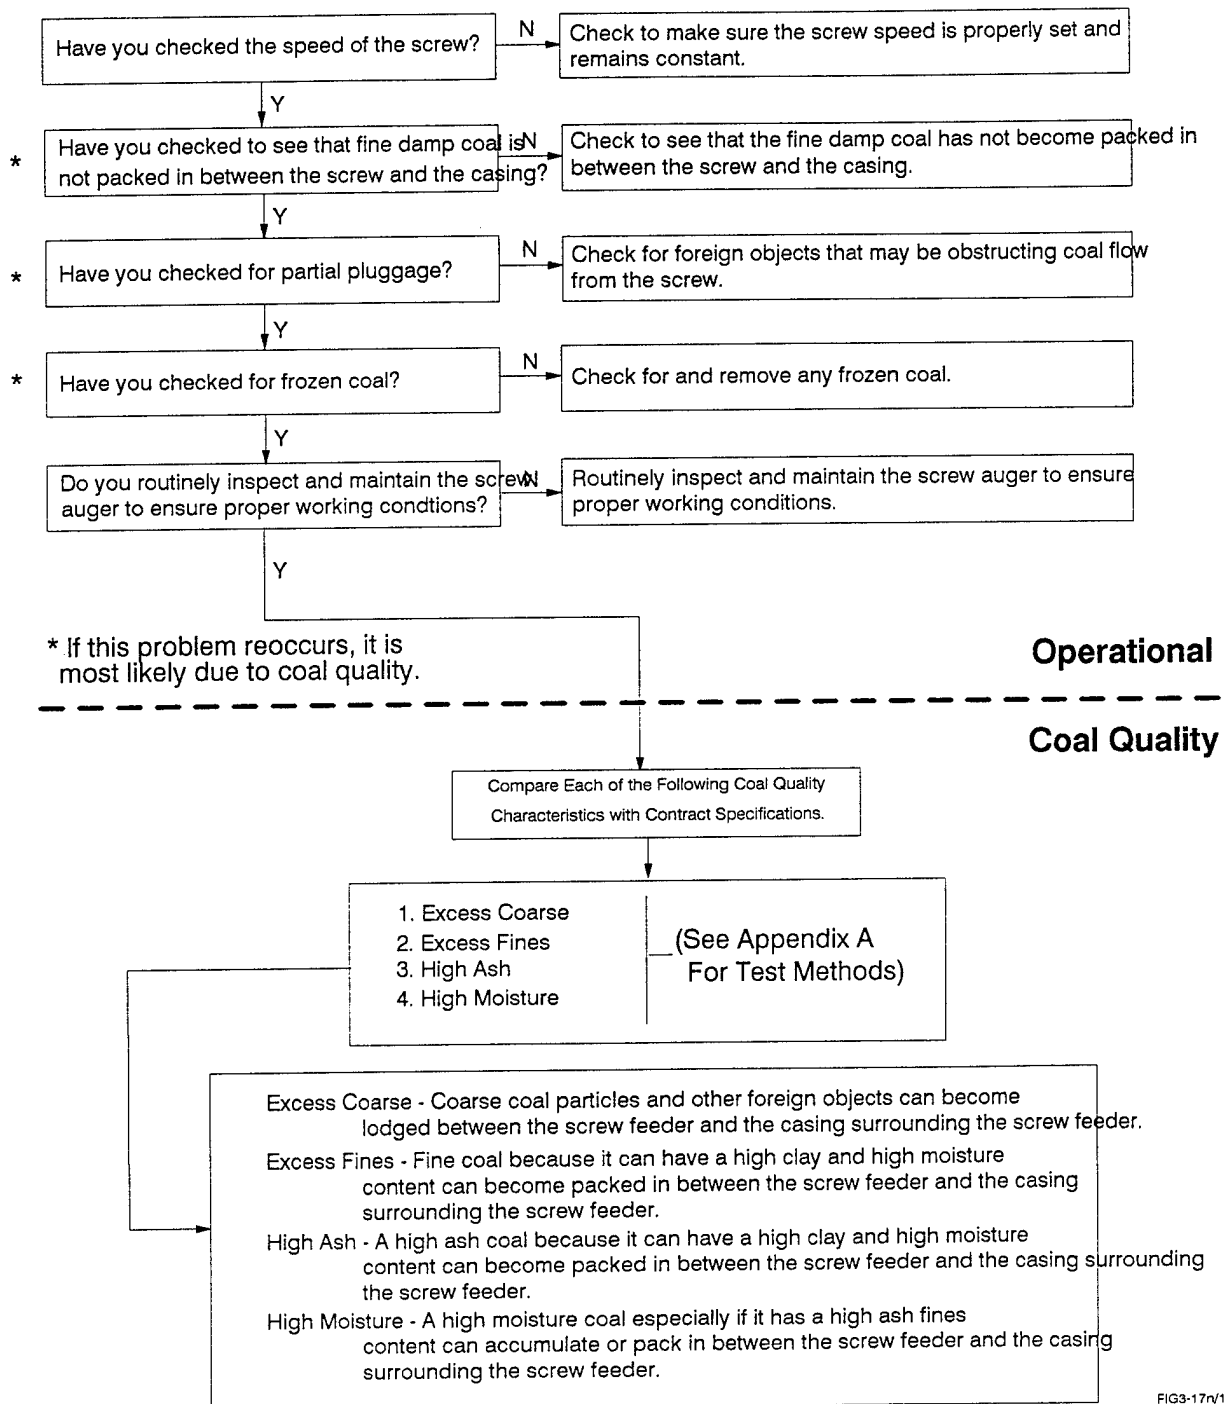 Have you checked the speed of the screw?
N
Check to make sure the screw speed is properly set and
remains constant.
Y
*
Have you checked to see that fine damp coal is
not packed in between the screw and the casing?
N
Check to see that the fine damp coal has not become packed in
between the screw and the casing.
Y
*
Have you checked for partial pluggage?
N
Check for foreign objects that may be obstructing coal flow
from the screw.
Y
*
Have you checked for frozen coal?
N
Check for and remove any frozen coal.
Y
Do you routinely inspect and maintain the screw
auger to ensure proper working condtions?
N
Routinely inspect and maintain the screw auger to ensure
proper working conditions.
Y
* If this problem reoccurs, it is
most likely due to coal quality.
Operational
Coal Quality
Compare Each of the Following Coal Quality
Characteristics with Contract Specifications.
1. Excess Coarse
2. Excess Fines
3. High Ash
4. High Moisture
(See Appendix A
For Test Methods)
Excess Coarse - Coarse coal particles and other foreign objects can become
lodged between the screw feeder and the casing surrounding the screw feeder.
Excess Fines - Fine coal because it can have a high clay and high moisture
content can become packed in between the screw feeder and the casing
surrounding the screw feeder.
High Ash - A high ash coal because it can have a high clay and high moisture
content can become packed in between the screw feeder and the casing surrounding
the screw feeder.
High Moisture - A high moisture coal especially if it has a high ash fines
content can accumulate or pack in between the screw feeder and the casing
surrounding the screw feeder.
FIG3-17n/1